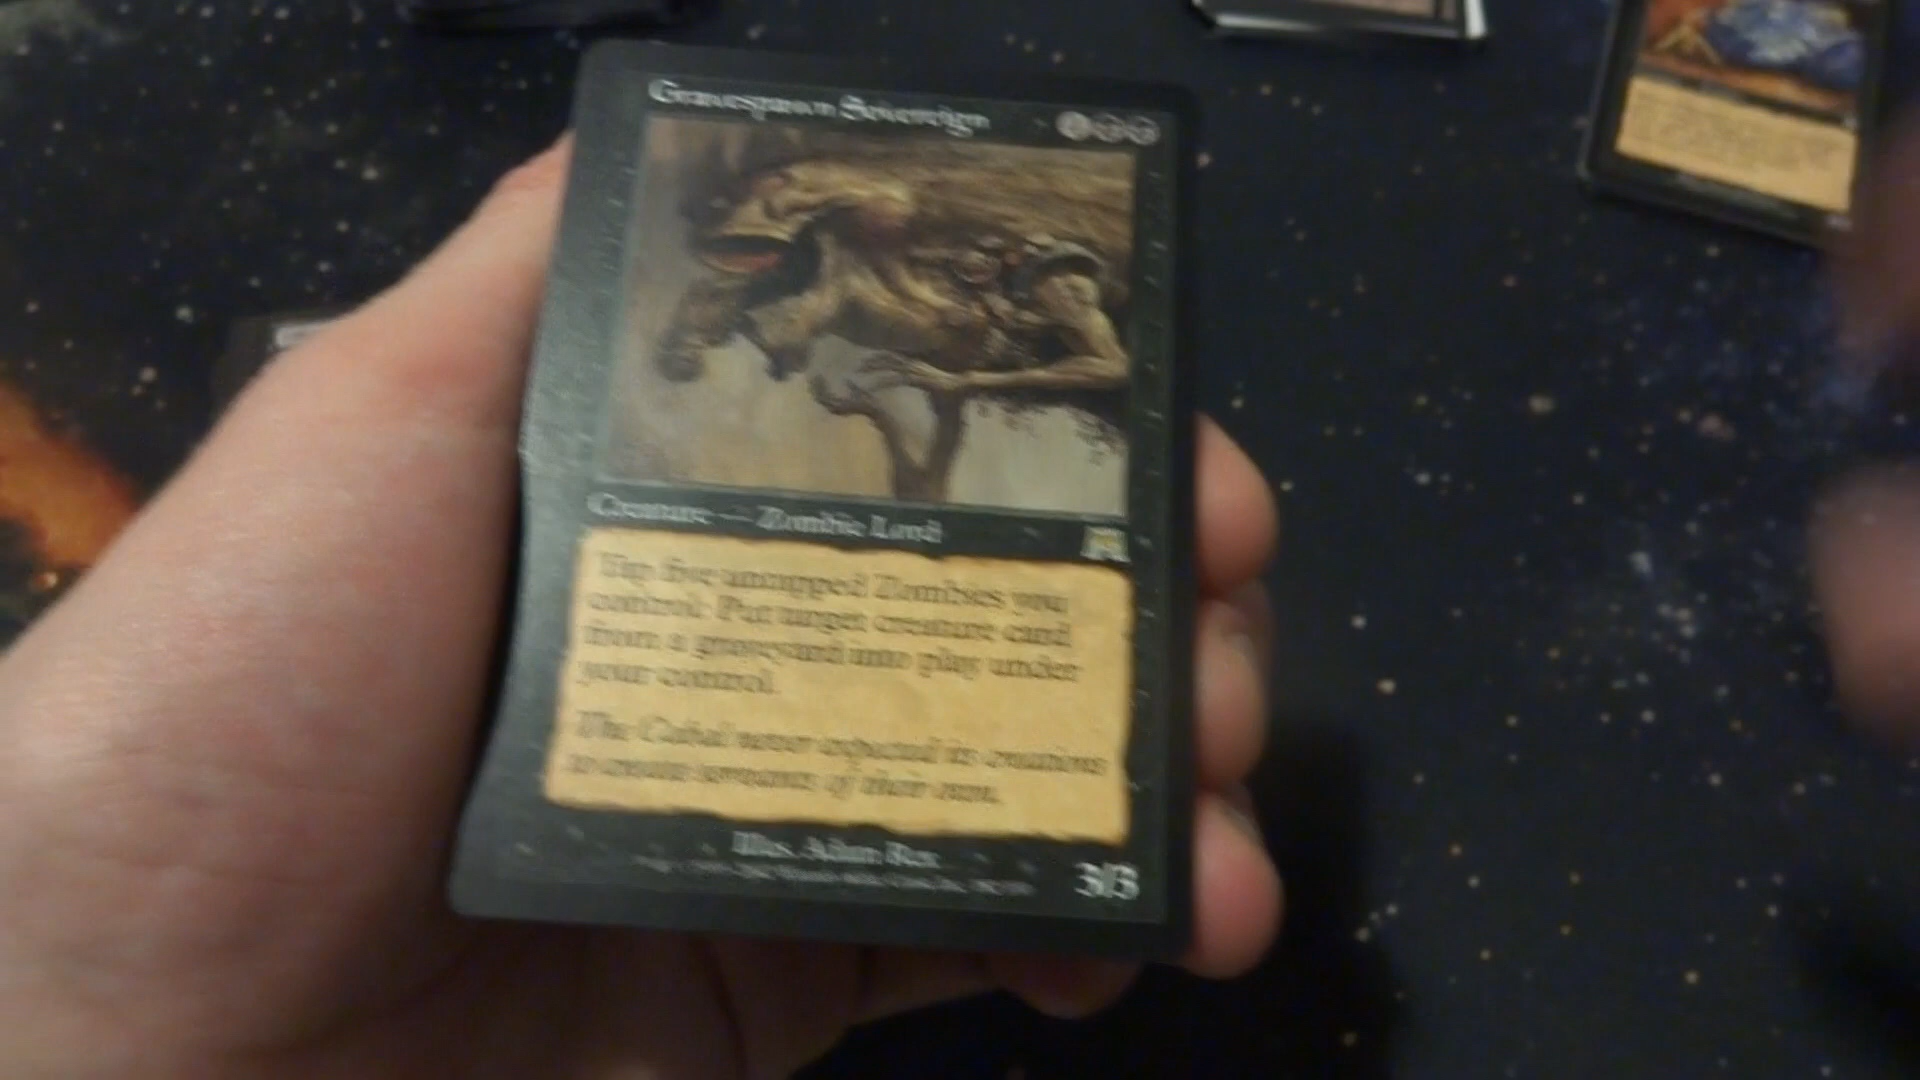 Gravespawn Sovereign
Creature — Zombie Lord
Tap five untapped Zombies you
control: Put target creature card
from a graveyard into play under
your control.
The Cabal never expected its creations
to create servants of their own.
Illus. Adam Rex
3/3